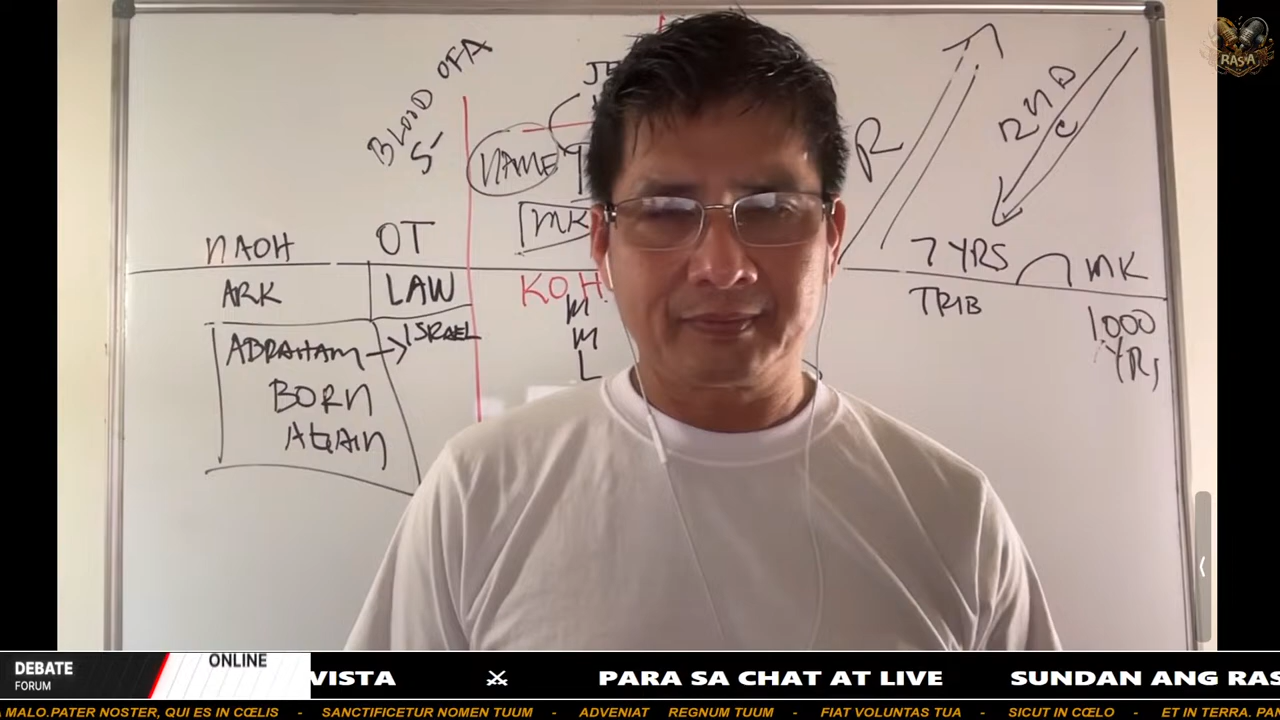 BLOOD OFA
S-
NAME
MK
NAOH
OT
ARK
LAW
ABRAHAM → ISRAEL
BORN
AGAIN
KOH
M
M
L
R
2ND
C
7 YRS
MK
TRIB
1000
YRS
RASA
DEBATE
FORUM
ONLINE
VISTA ⚔ PARA SA CHAT AT LIVE SUNDAN ANG RAS
A MALO.PATER NOSTER, QUI ES IN CŒLIS - SANCTIFICETUR NOMEN TUUM - ADVENIAT REGNUM TUUM - FIAT VOLUNTAS TUA - SICUT IN CŒLO - ET IN TERRA. PAN